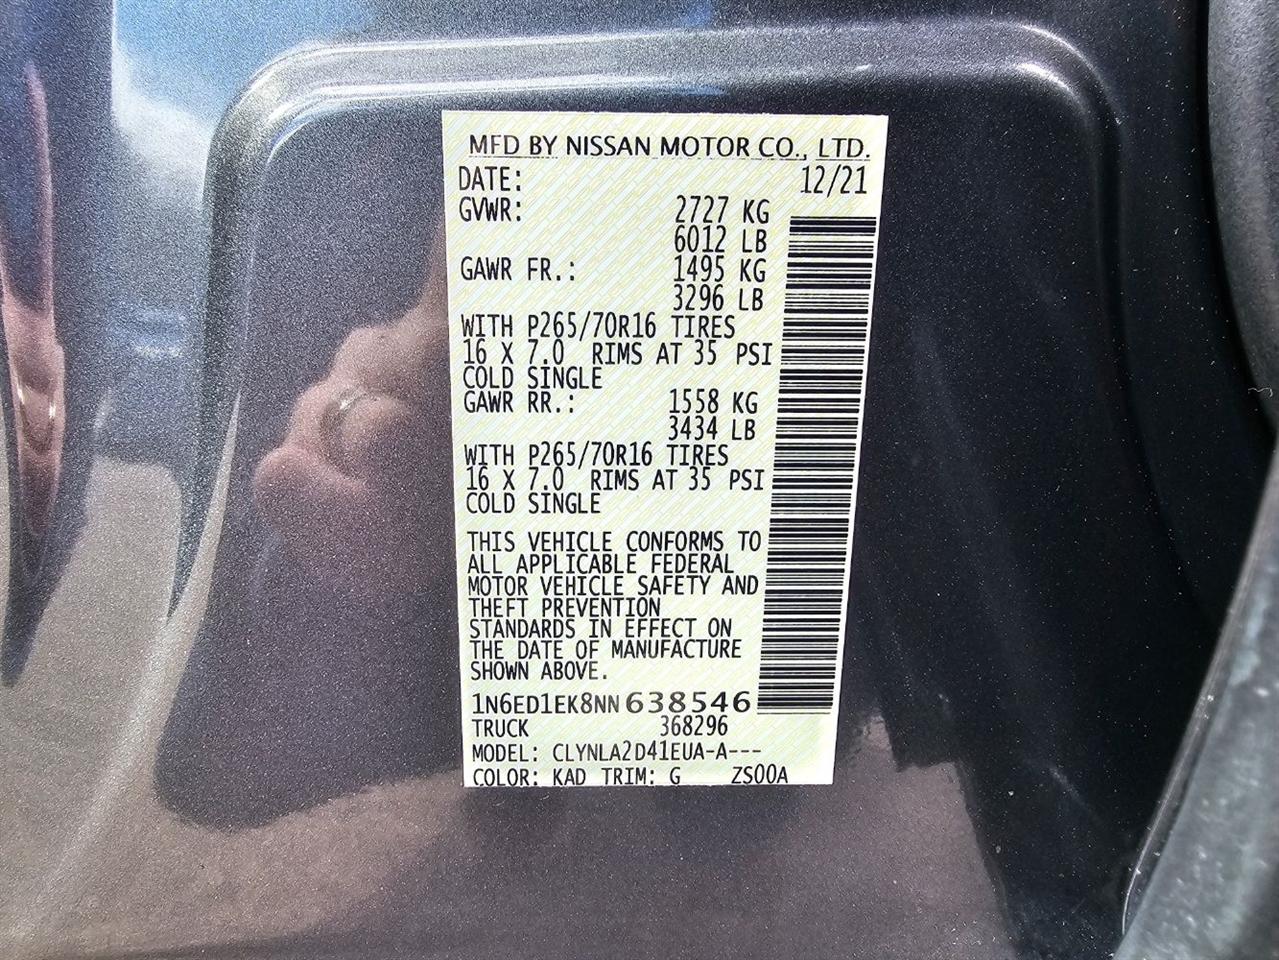 MFD BY NISSAN MOTOR CO., LTD.
DATE: 12/21
GVWR: 2727 KG
6012 LB
GAWR FR.: 1495 KG
3296 LB
WITH P265/70R16 TIRES
16 X 7.0 RIMS AT 35 PSI
COLD SINGLE
GAWR RR.: 1558 KG
3434 LB
WITH P265/70R16 TIRES
16 X 7.0 RIMS AT 35 PSI
COLD SINGLE
THIS VEHICLE CONFORMS TO
ALL APPLICABLE FEDERAL
MOTOR VEHICLE SAFETY AND
THEFT PREVENTION
STANDARDS IN EFFECT ON
THE DATE OF MANUFACTURE
SHOWN ABOVE.
1N6ED1EK8NN638546
TRUCK 368296
MODEL: CLYNLA2D41EUA-A---
COLOR: KAD TRIM: G ZS00A